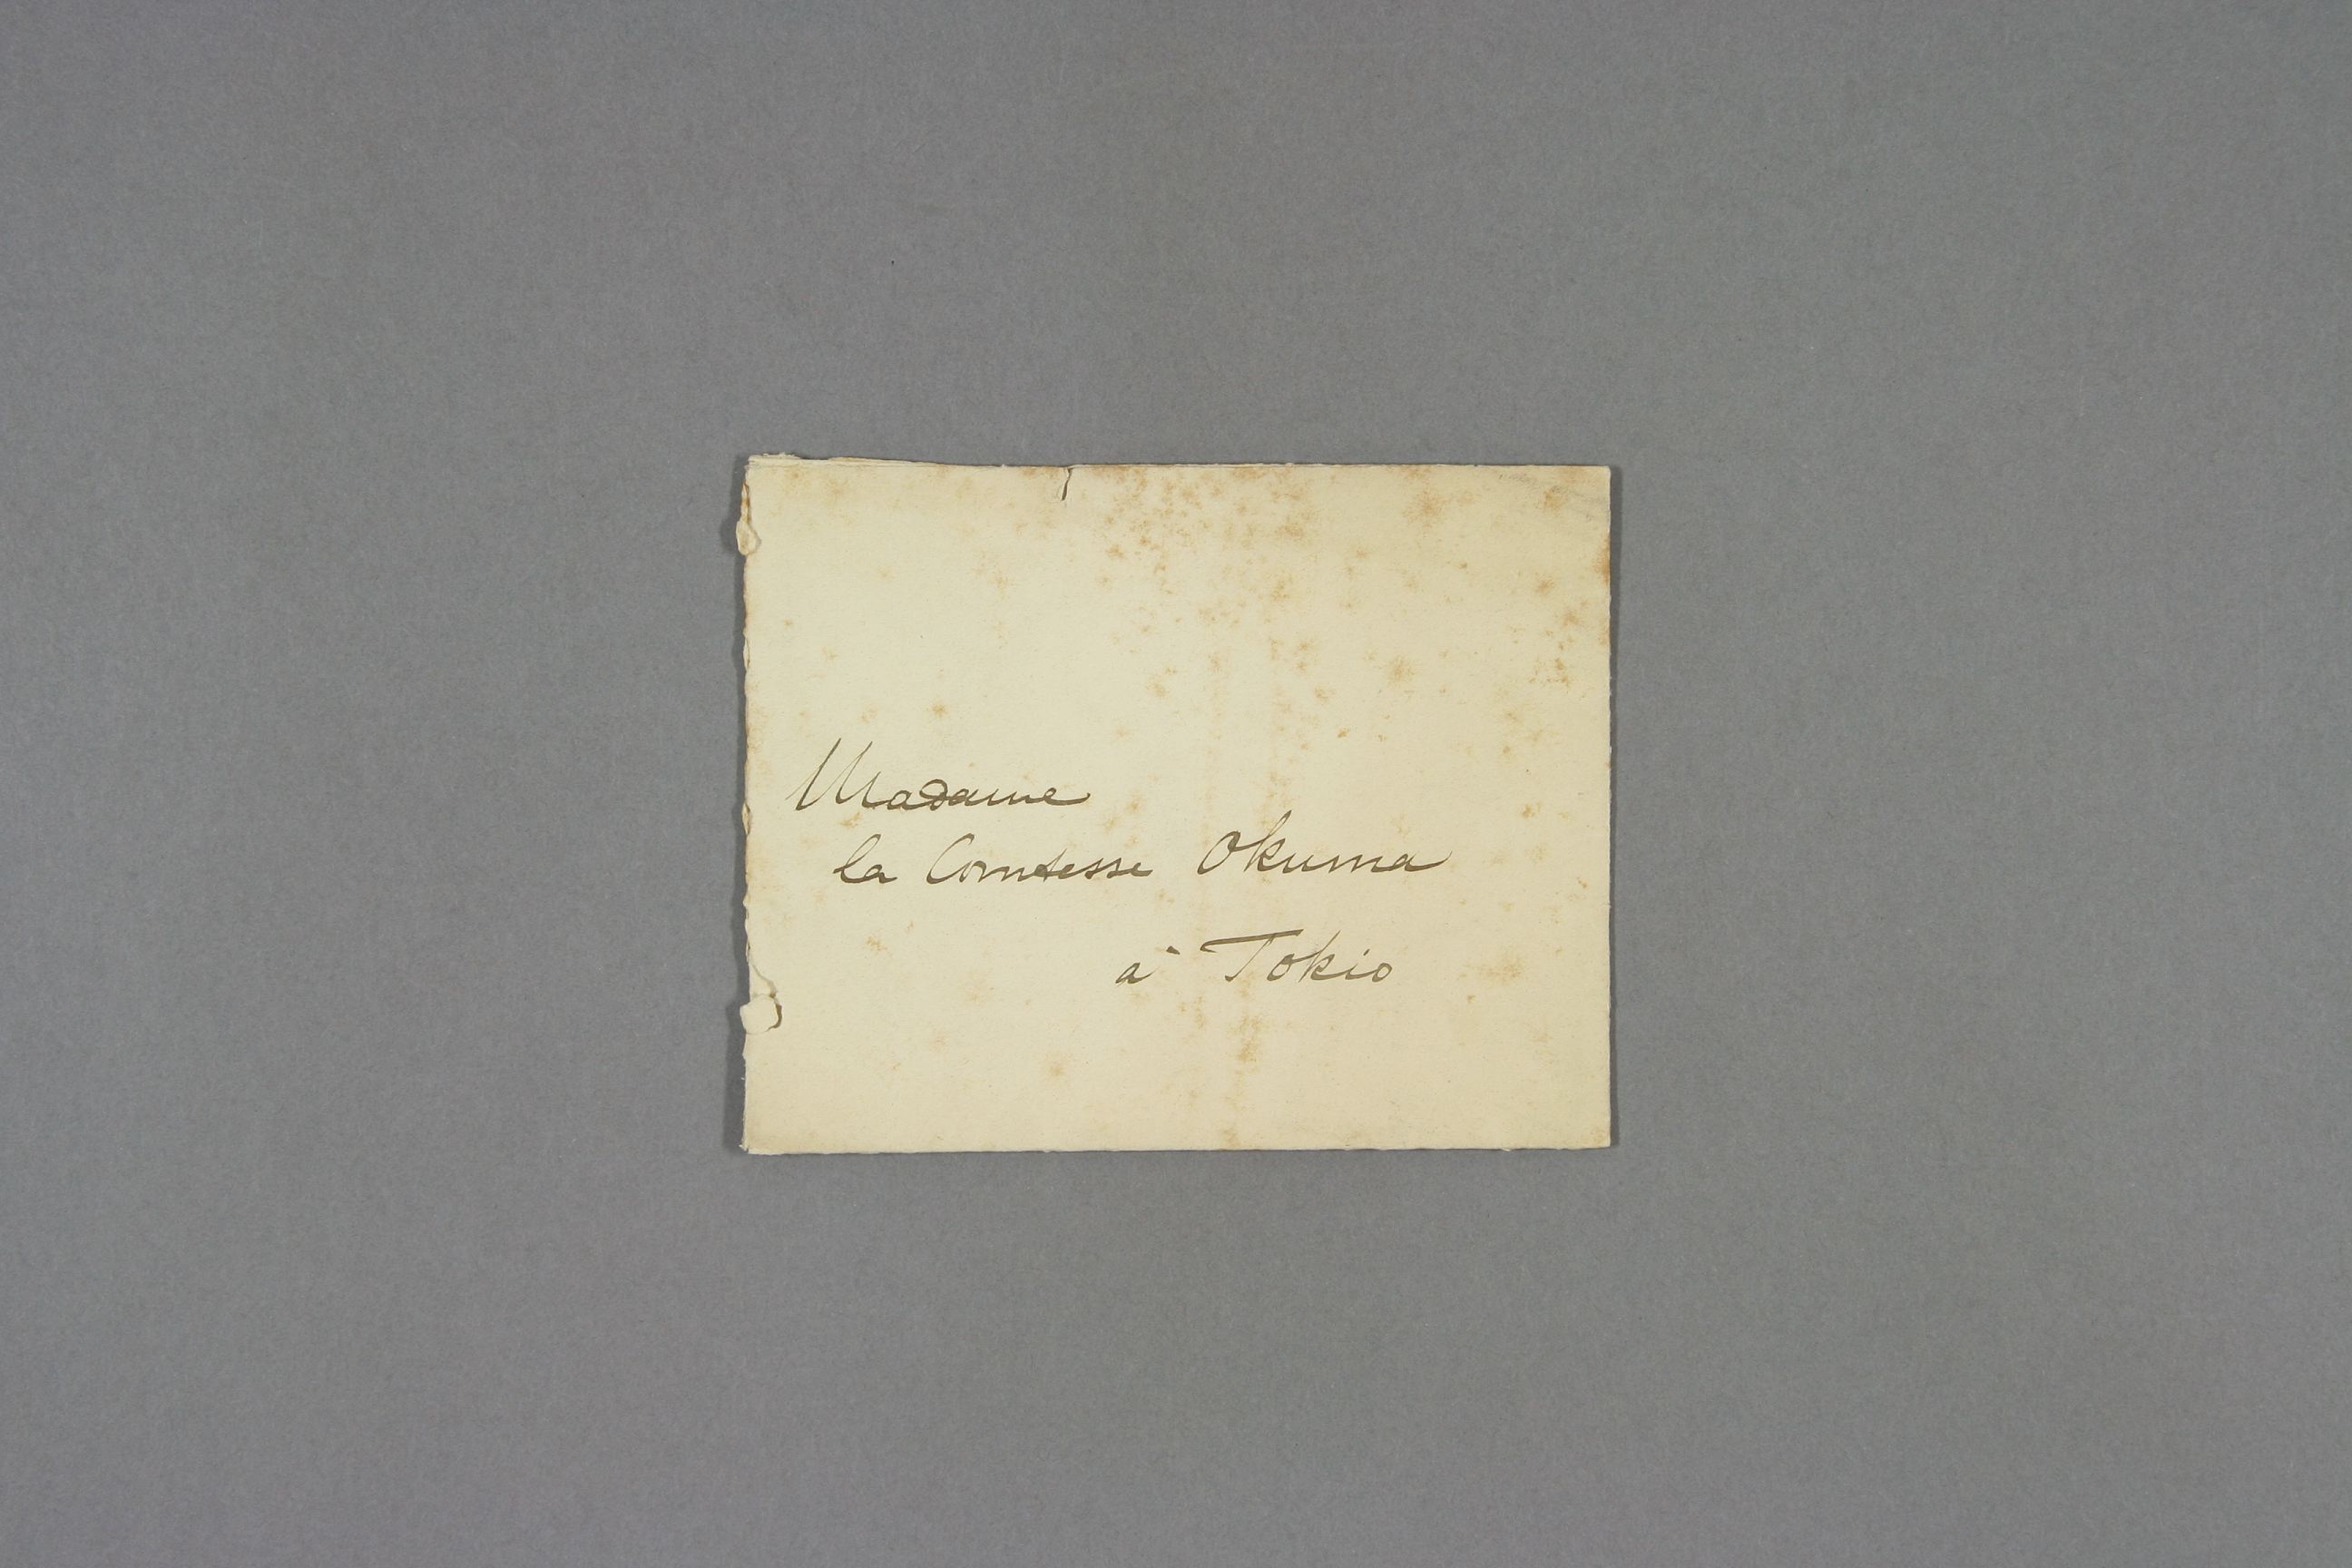 Madame
la Comtesse Okuma
à Tokio